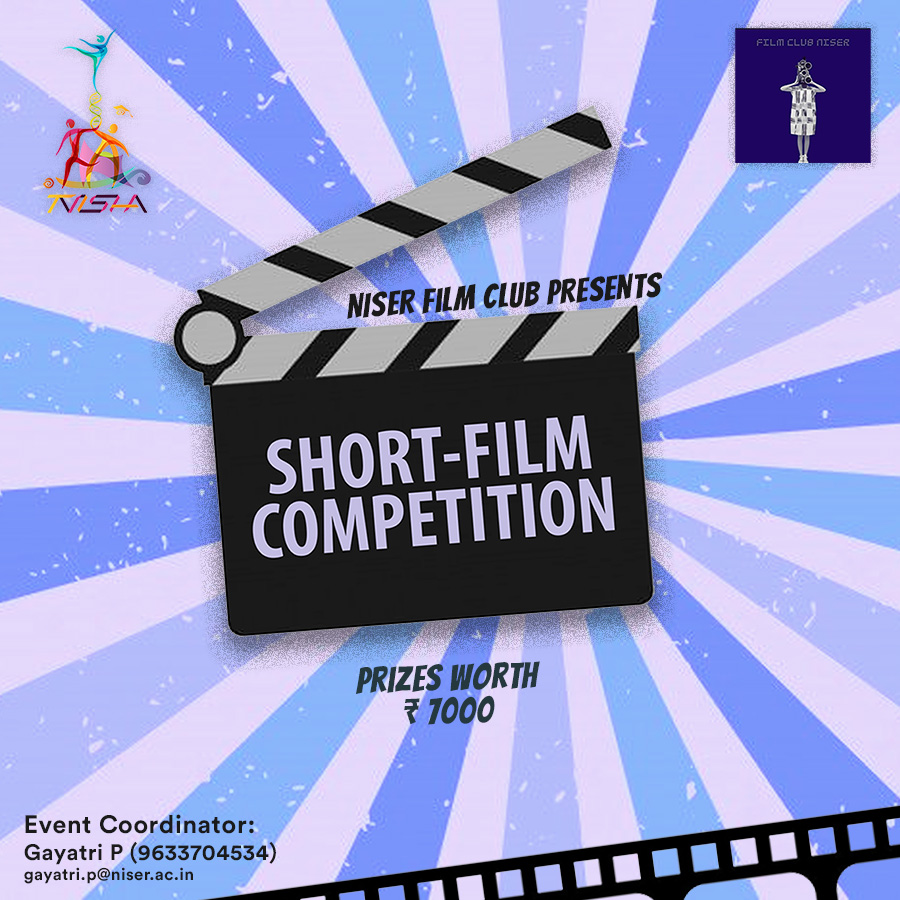 NISHA
FILM CLUB NISER
NISER FILM CLUB PRESENTS
SHORT-FILM
COMPETITION
PRIZES WORTH
₹ 7000
Event Coordinator:
Gayatri P (9633704534)
gayatri.p@niser.ac.in